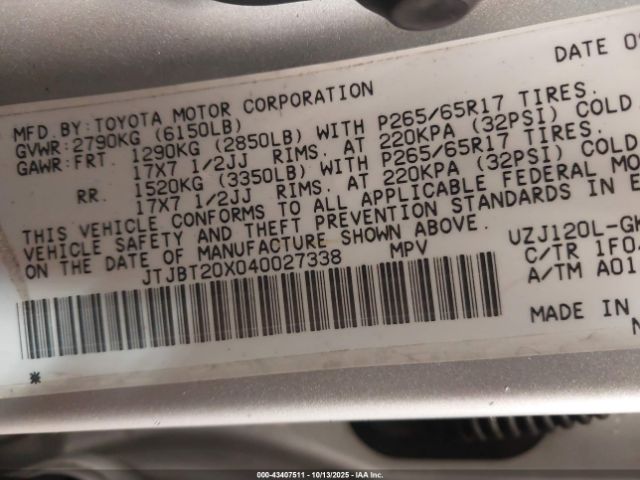 DATE 0
MFD.BY:TOYOTA MOTOR CORPORATION
GVWR:2790KG (6150LB)
GAWR:FRT. 1290KG (2850LB) WITH P265/65R17 TIRES.
17X7 1/2JJ RIMS. AT 220KPA (32PSI) COLD
RR. 1520KG (3350LB) WITH P265/65R17 TIRES.
17X7 1/2JJ RIMS. AT 220KPA (32PSI) COLD
THIS VEHICLE CONFORMS TO ALL APPLICABLE FEDERAL MO
VEHICLE SAFETY AND THEFT PREVENTION STANDARDS IN E
ON THE DATE OF MANUFACTURE SHOWN ABOVE.
JTJBT20X040027338 MPV
UZJ120L-GK
C/TR 1F0
A/TM A01
MADE IN
*
000-43407511 - 10/13/2025 - IAA Inc.